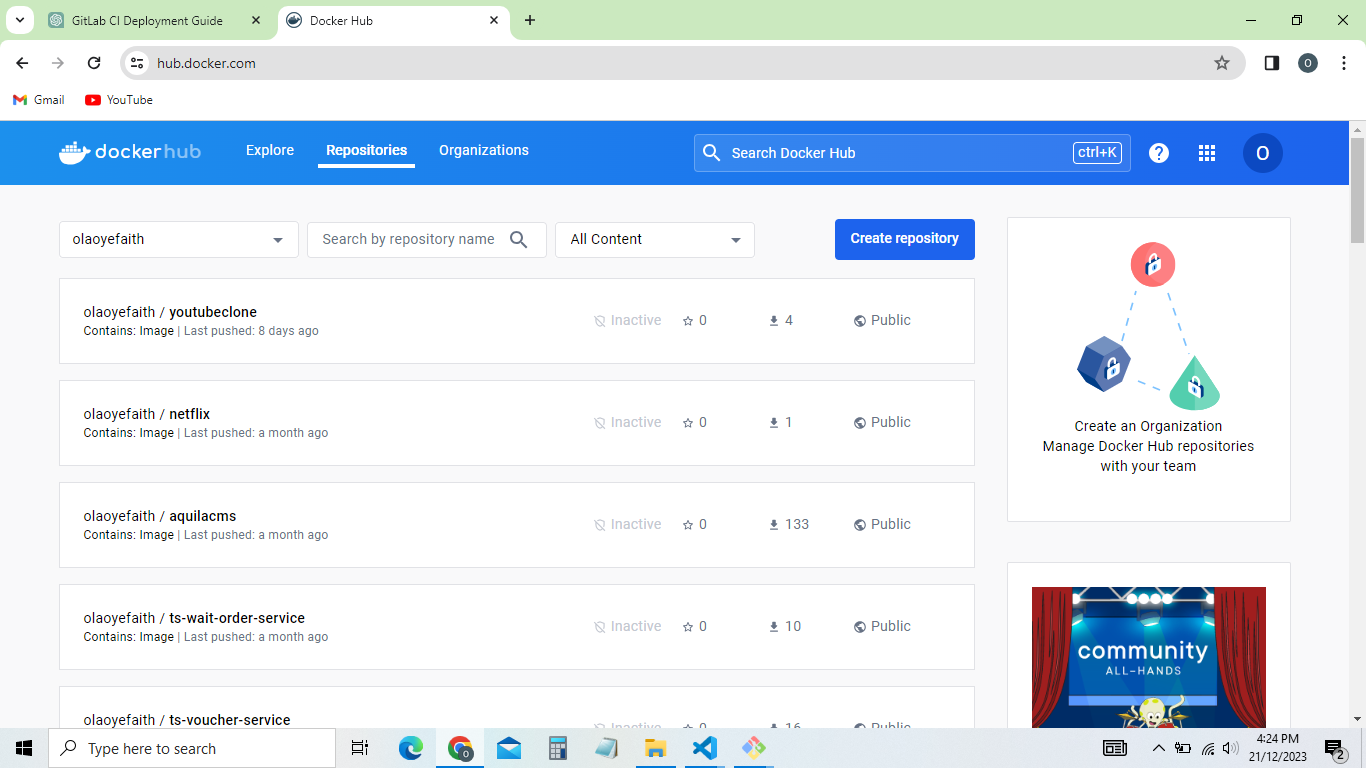 GitLab CI Deployment Guide
Docker Hub
hub.docker.com
O
Gmail
YouTube
dockerhub
Explore
Repositories
Organizations
Search Docker Hub
ctrl+K
?
O
olaoyefaith
Search by repository name
All Content
Create repository
olaoyefaith / youtubeclone
Contains: Image | Last pushed: 8 days ago
Inactive
0
4
Public
olaoyefaith / netflix
Contains: Image | Last pushed: a month ago
Inactive
0
1
Public
olaoyefaith / aquilacms
Contains: Image | Last pushed: a month ago
Inactive
0
133
Public
olaoyefaith / ts-wait-order-service
Contains: Image | Last pushed: a month ago
Inactive
0
10
Public
olaoyefaith / ts-voucher-service
Inactive
0
16
Public
Create an Organization
Manage Docker Hub repositories
with your team
community
ALL-HANDS
Type here to search
O
4:24 PM
21/12/2023
2